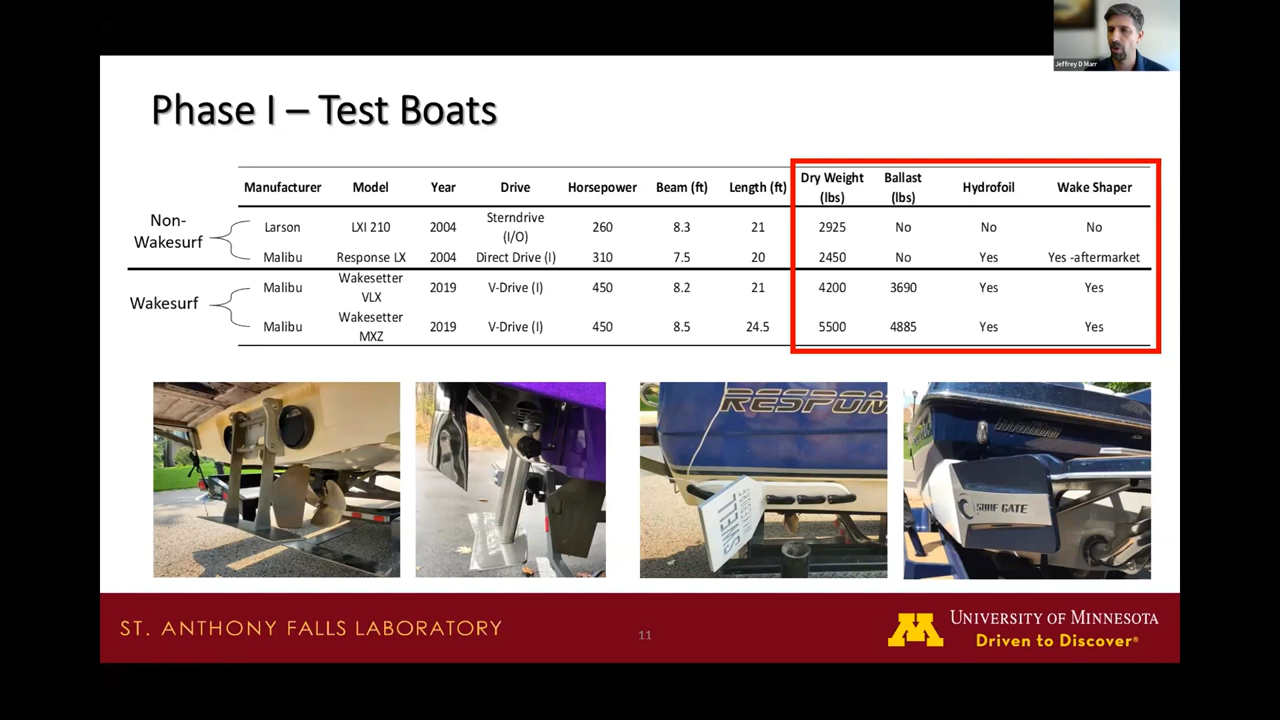 Jeffrey D Marr
Phase I – Test Boats
Manufacturer Model Year Drive Horsepower Beam (ft) Length (ft) Dry Weight (lbs) Ballast (lbs) Hydrofoil Wake Shaper
Non-Wakesurf
Larson LXI 210 2004 Sterndrive (I/O) 260 8.3 21 2925 No No No
Malibu Response LX 2004 Direct Drive (I) 310 7.5 20 2450 No Yes Yes -aftermarket
Wakesurf
Malibu Wakesetter VLX 2019 V-Drive (I) 450 8.2 21 4200 3690 Yes Yes
Malibu Wakesetter MXZ 2019 V-Drive (I) 450 8.5 24.5 5500 4885 Yes Yes
RESPON
SWELL
WAKESURF
SURF GATE
ST. ANTHONY FALLS LABORATORY
11
M
UNIVERSITY OF MINNESOTA
Driven to Discover®